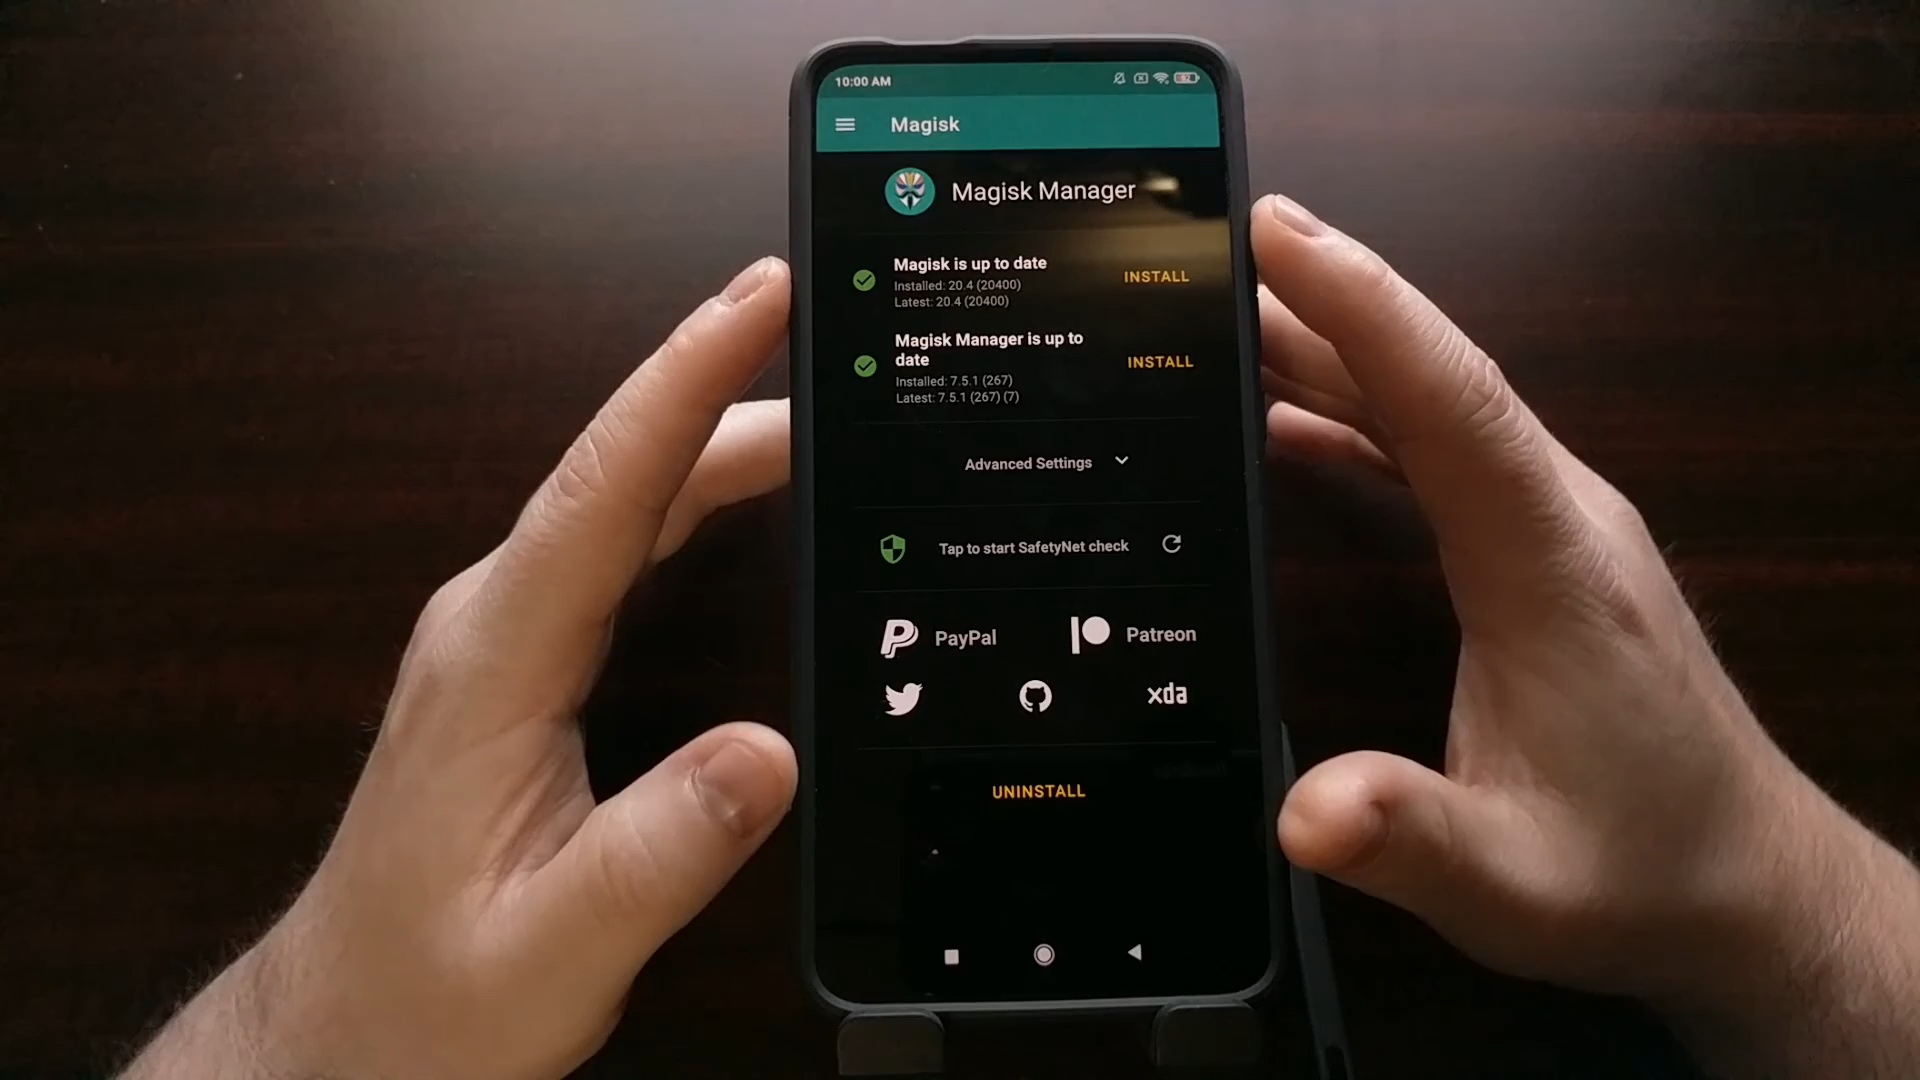 10:00 AM
Magisk
Magisk Manager
Magisk is up to date
Installed: 20.4 (20400)
Latest: 20.4 (20400)
INSTALL
Magisk Manager is up to
date
Installed: 7.5.1 (267)
Latest: 7.5.1 (267) (7)
INSTALL
Advanced Settings
Tap to start SafetyNet check
PayPal
Patreon
xda
UNINSTALL